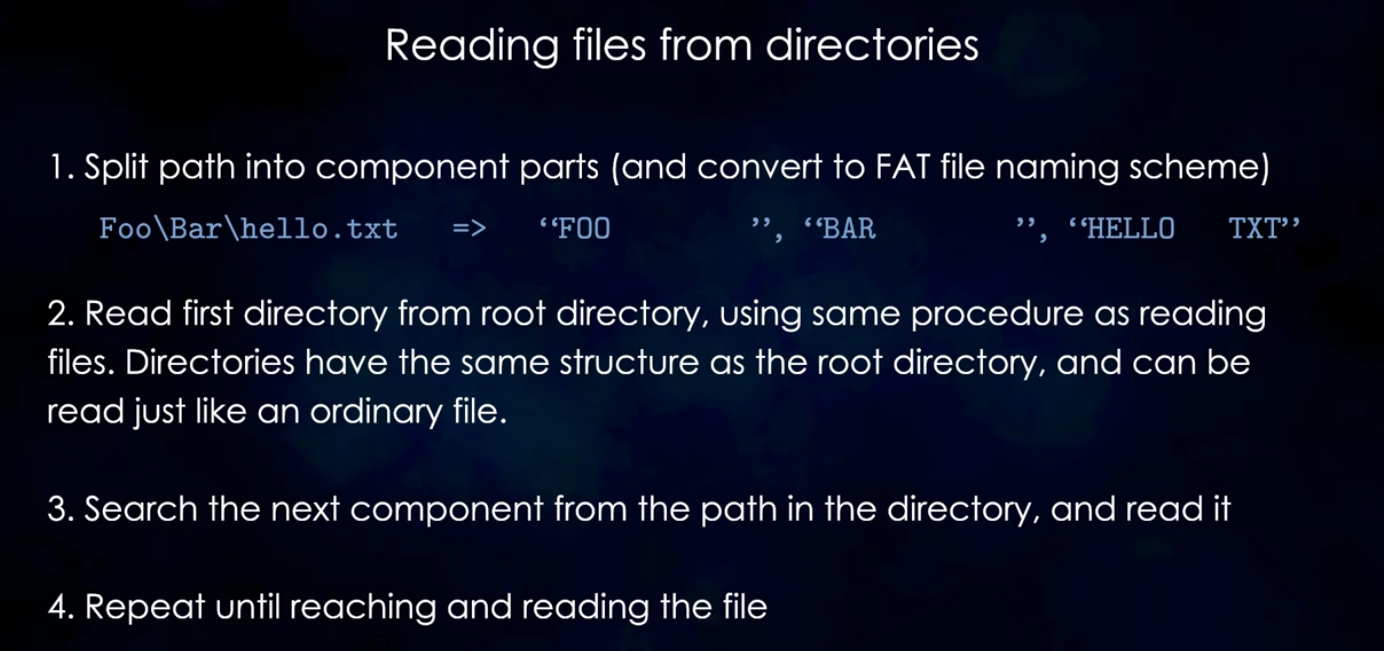 Reading files from directories
1. Split path into component parts (and convert to FAT file naming scheme)
Foo\Bar\hello.txt => “FOO        ”, “BAR        ”, “HELLO   TXT”
2. Read first directory from root directory, using same procedure as reading
files. Directories have the same structure as the root directory, and can be
read just like an ordinary file.
3. Search the next component from the path in the directory, and read it
4. Repeat until reaching and reading the file